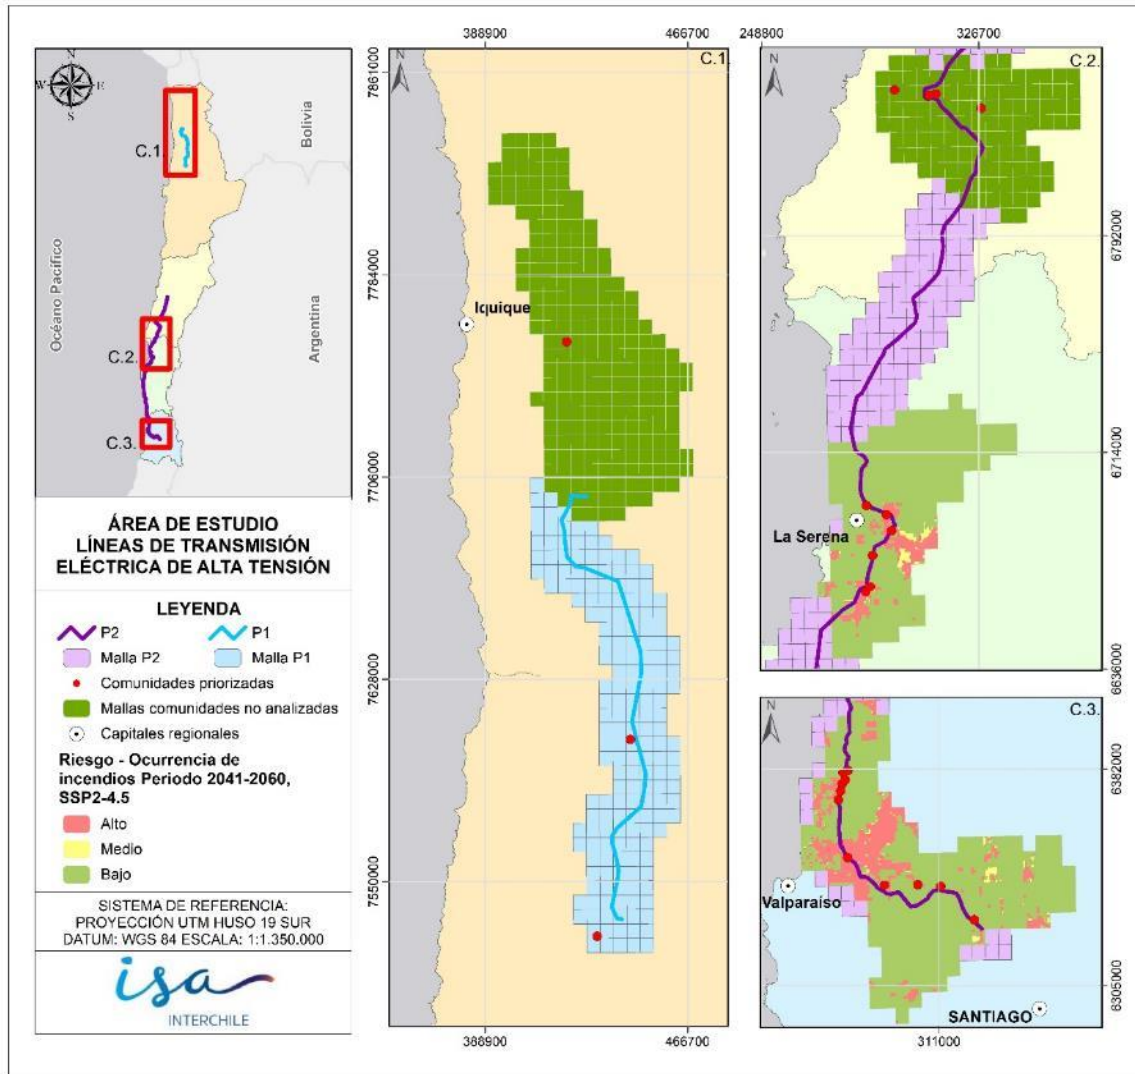 N
W
E
S
C.1.
Bolivia
Océano Pacífico
Argentina
C.2.
C.3.
ÁREA DE ESTUDIO
LÍNEAS DE TRANSMISIÓN
ELÉCTRICA DE ALTA TENSIÓN
LEYENDA
P2
P1
Malla P2
Malla P1
Comunidades priorizadas
Mallas comunidades no analizadas
Capitales regionales
Riesgo - Ocurrencia de
incendios Periodo 2041-2060,
SSP2-4.5
Alto
Medio
Bajo
SISTEMA DE REFERENCIA:
PROYECCIÓN UTM HUSO 19 SUR
DATUM: WGS 84 ESCALA: 1:1.350.000
isa
INTERCHILE
388900
466700
N
C.1.
7861000
7784000
Iquique
7706000
7628000
7550000
388900
466700
248800
326700
N
C.2.
6792000
6714000
La Serena
6636000
N
C.3.
6382000
Valparaíso
6305000
SANTIAGO
311000